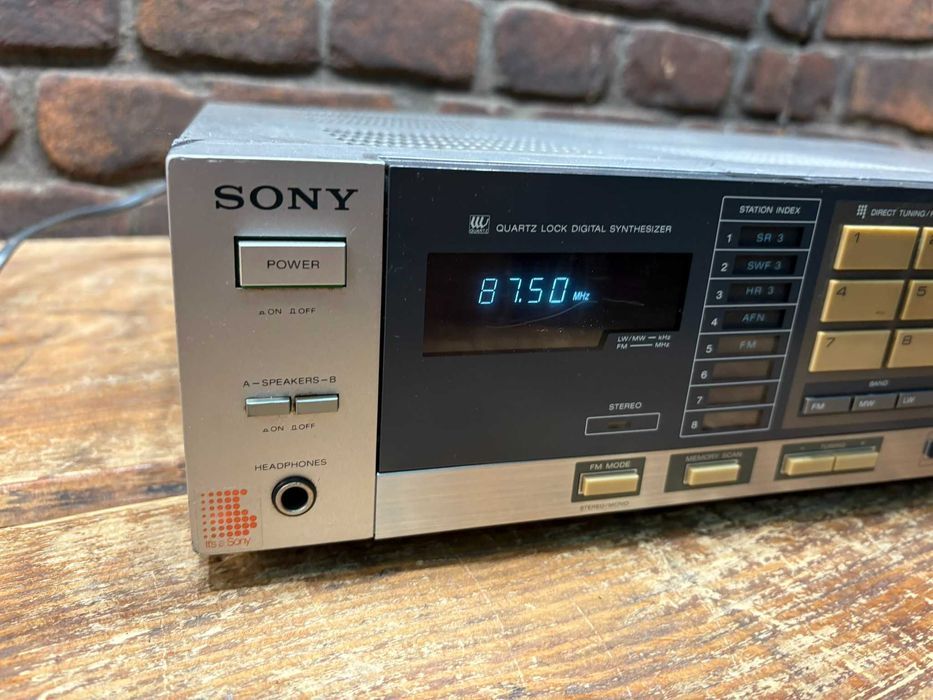 SONY
POWER
ON OFF
A-SPEAKERS-B
ON OFF
HEADPHONES
It's a Sony
QUARTZ
QUARTZ LOCK DIGITAL SYNTHESIZER
87.50 MHz
LW/MW — kHz
FM — MHz
STEREO
STATION INDEX
1 SR 3
2 SWF 3
3 HR 3
4 AFN
5 FM
6
7
8
DIRECT TUNING/
1
4 5
7 8
BAND
FM MW LW
FM MODE
STEREO/MONO
MEMORY SCAN
- TUNING +